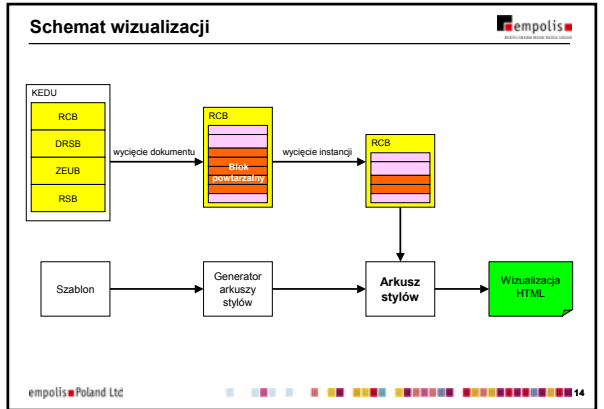 Schemat wizualizacji
empolis
KEDU
RCB
DRSB
ZEUB
RSB
wycięcie dokumentu
RCB
Blok
powtarzalny
wycięcie instancji
RCB
Szablon
Generator
arkuszy
stylów
Arkusz
stylów
Wizualizacja
HTML
empolis Poland Ltd
14